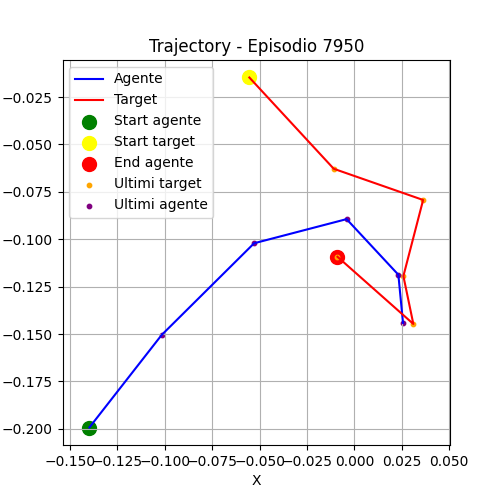 Trajectory - Episodio 7950
Agente
Target
Start agente
Start target
End agente
Ultimi target
Ultimi agente
−0.025
−0.050
−0.075
−0.100
−0.125
−0.150
−0.175
−0.200
−0.150 −0.125 −0.100 −0.075 −0.050 −0.025 0.000 0.025 0.050
X